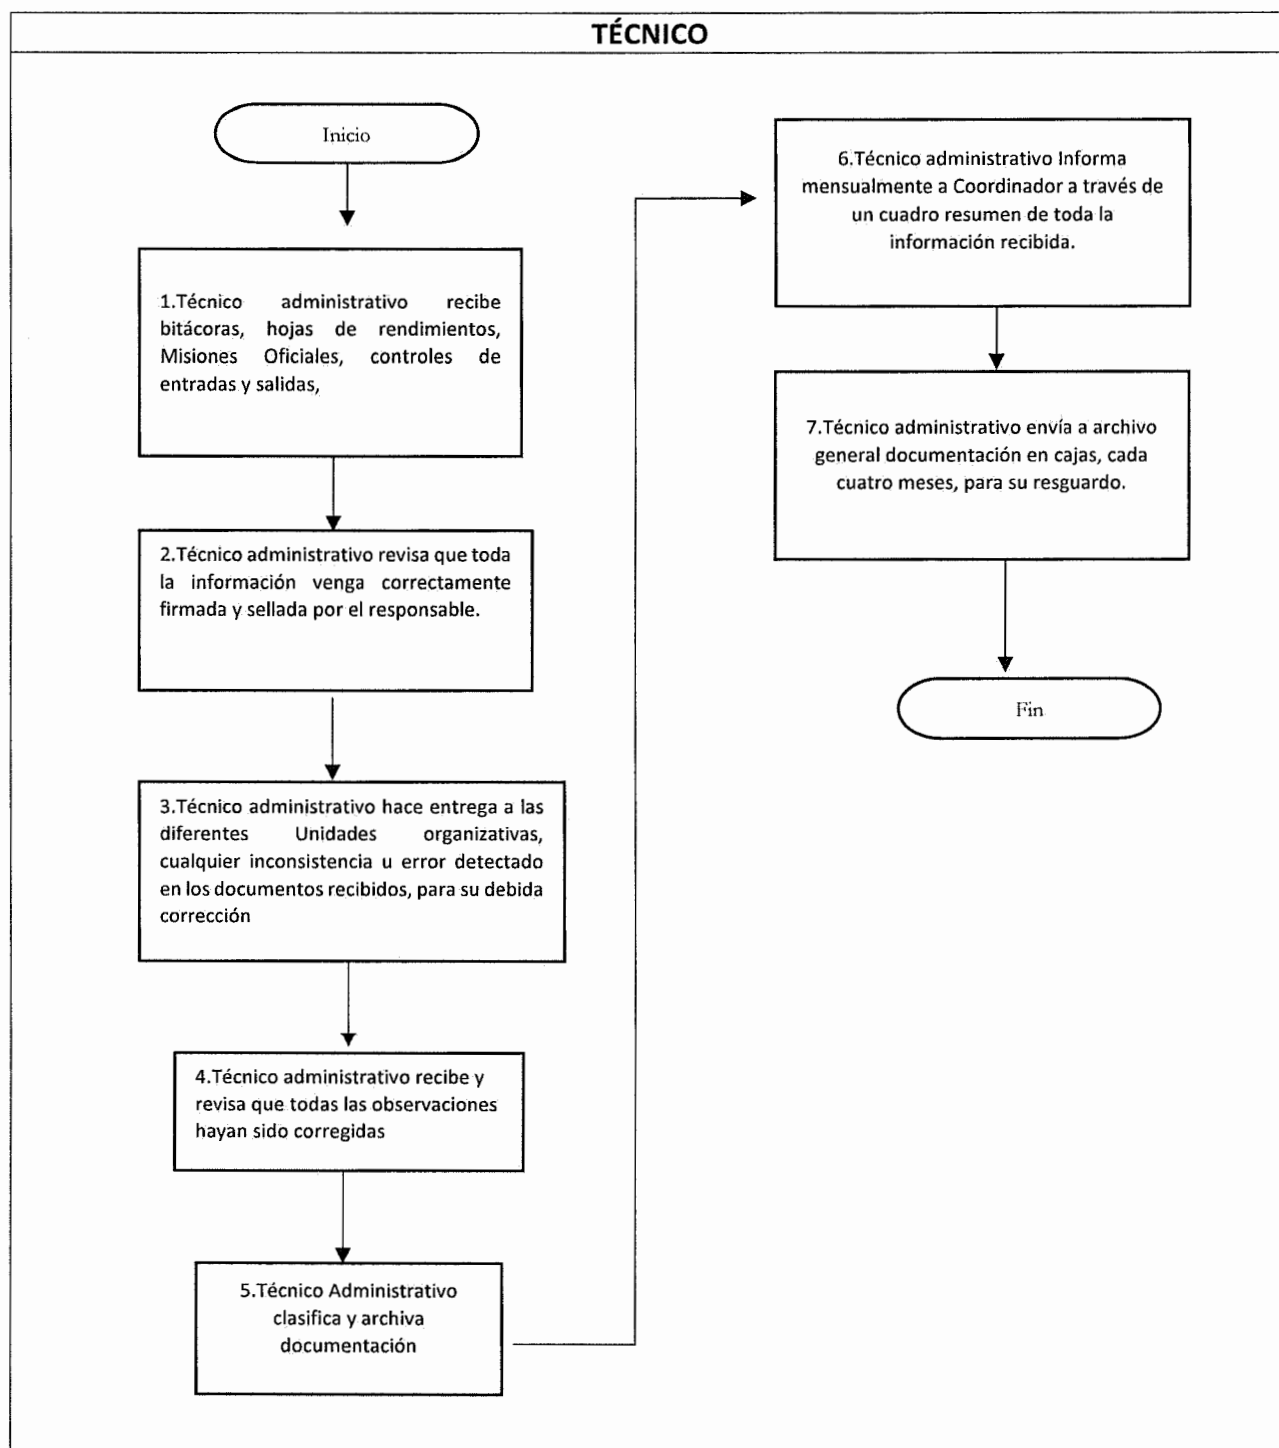 TÉCNICO
Inicio
1.Técnico administrativo recibe
bitácoras, hojas de rendimientos,
Misiones Oficiales, controles de
entradas y salidas,
2.Técnico administrativo revisa que toda
la información venga correctamente
firmada y sellada por el responsable.
3.Técnico administrativo hace entrega a las
diferentes Unidades organizativas,
cualquier inconsistencia u error detectado
en los documentos recibidos, para su debida
corrección
4.Técnico administrativo recibe y
revisa que todas las observaciones
hayan sido corregidas
5.Técnico Administrativo
clasifica y archiva
documentación
6.Técnico administrativo Informa
mensualmente a Coordinador a través de
un cuadro resumen de toda la
información recibida.
7.Técnico administrativo envía a archivo
general documentación en cajas, cada
cuatro meses, para su resguardo.
Fin